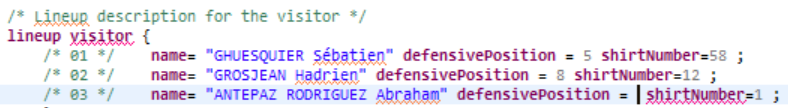 /* Lineup description for the visitor */
lineup visitor {
/* 01 */ name= "GHUESQUIER Sébatien" defensivePosition = 5 shirtNumber=58 ;
/* 02 */ name= "GROSJEAN Hadrien" defensivePosition = 8 shirtNumber=12 ;
/* 03 */ name= "ANTEPAZ RODRIGUEZ Abraham" defensivePosition = shirtNumber=1 ;